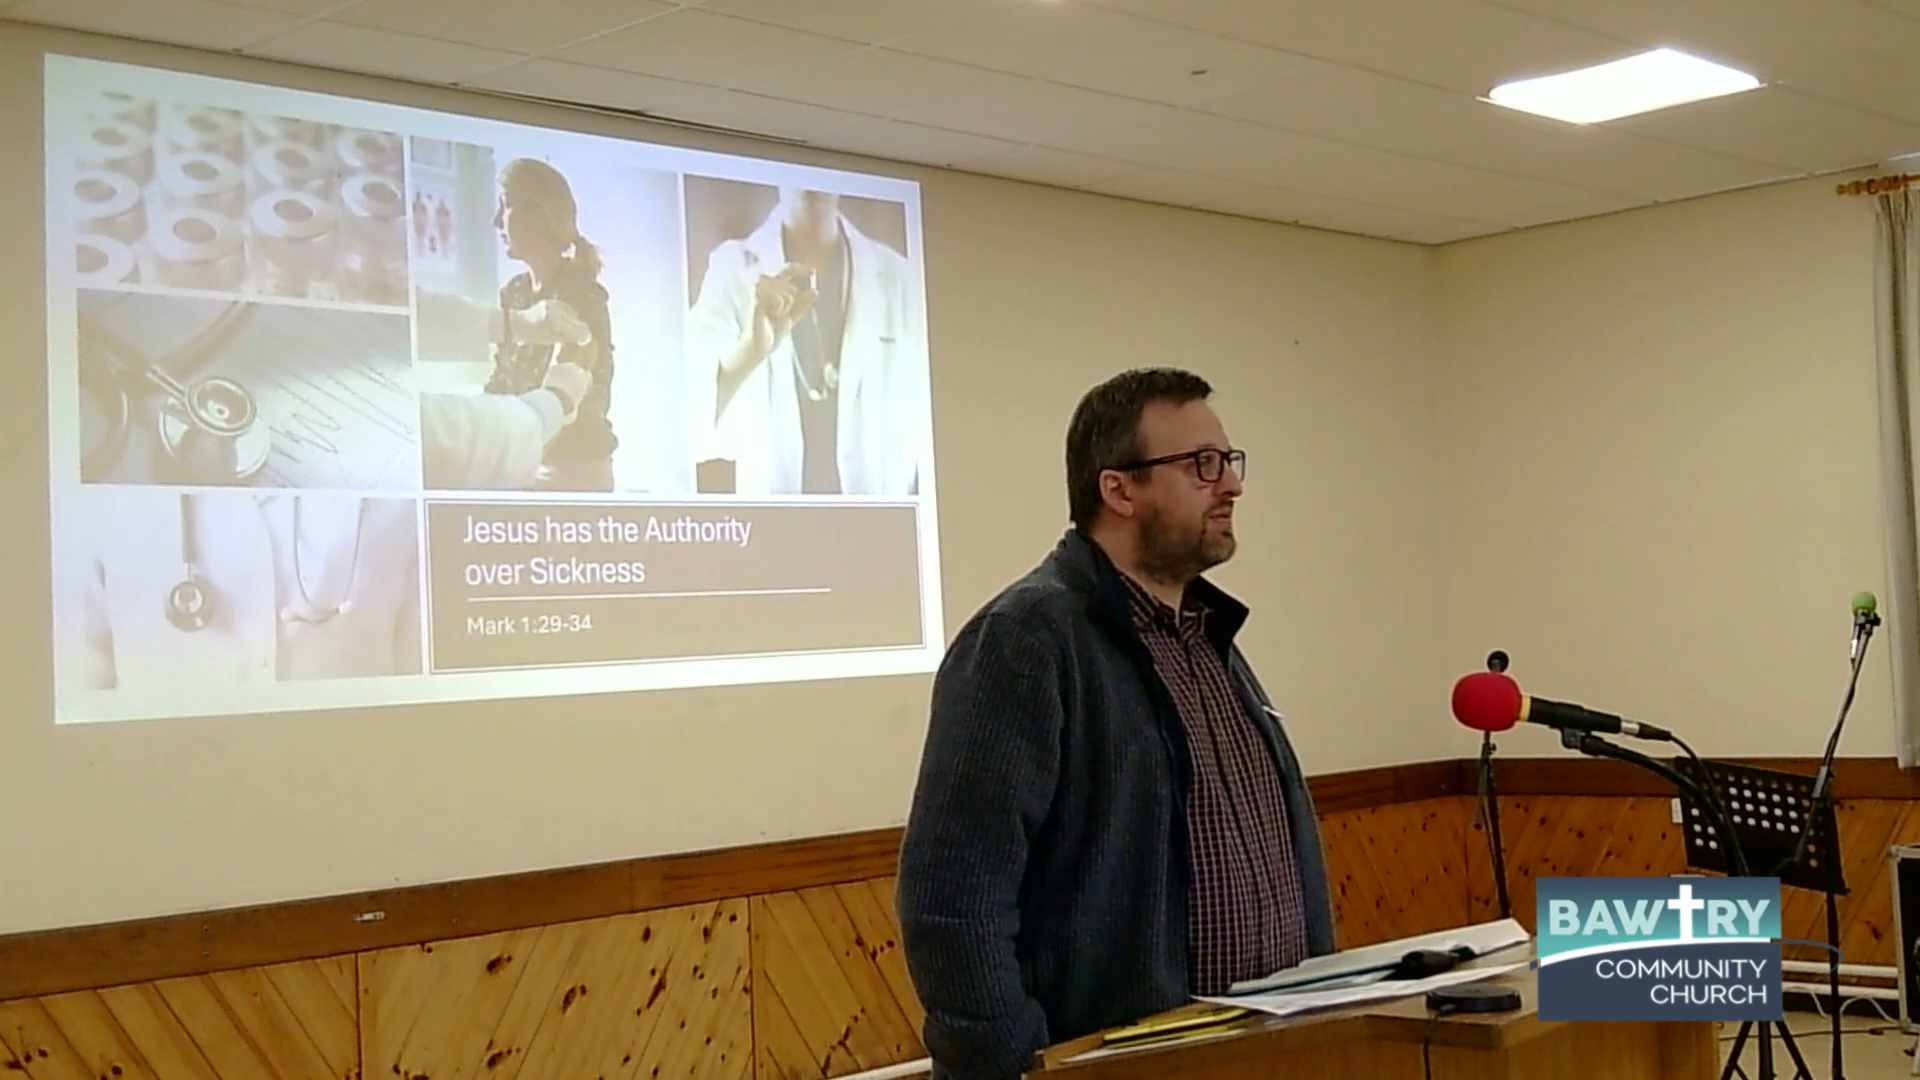 Jesus has the Authority
over Sickness
Mark 1:29-34
BAWTRY
COMMUNITY
CHURCH